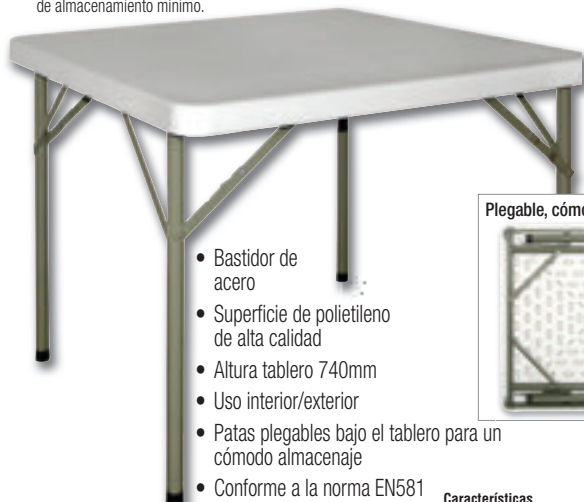 de almacenamiento mínimo.
Plegable, cómo
• Bastidor de
acero
• Superficie de polietileno
de alta calidad
• Altura tablero 740mm
• Uso interior/exterior
• Patas plegables bajo el tablero para un
cómodo almacenaje
• Conforme a la norma EN581
Características